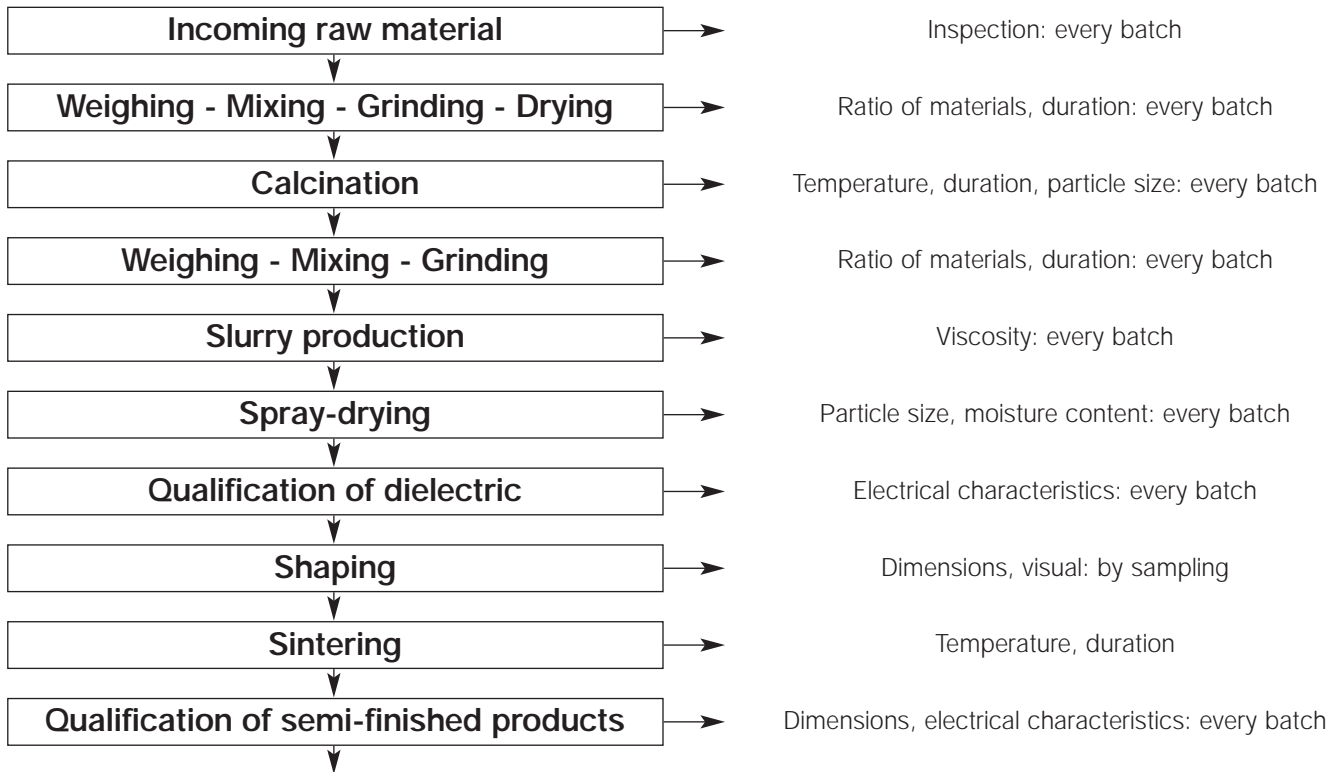 Incoming raw material
Inspection: every batch
Weighing - Mixing - Grinding - Drying
Ratio of materials, duration: every batch
Calcination
Temperature, duration, particle size: every batch
Weighing - Mixing - Grinding
Ratio of materials, duration: every batch
Slurry production
Viscosity: every batch
Spray-drying
Particle size, moisture content: every batch
Qualification of dielectric
Electrical characteristics: every batch
Shaping
Dimensions, visual: by sampling
Sintering
Temperature, duration
Qualification of semi-finished products
Dimensions, electrical characteristics: every batch